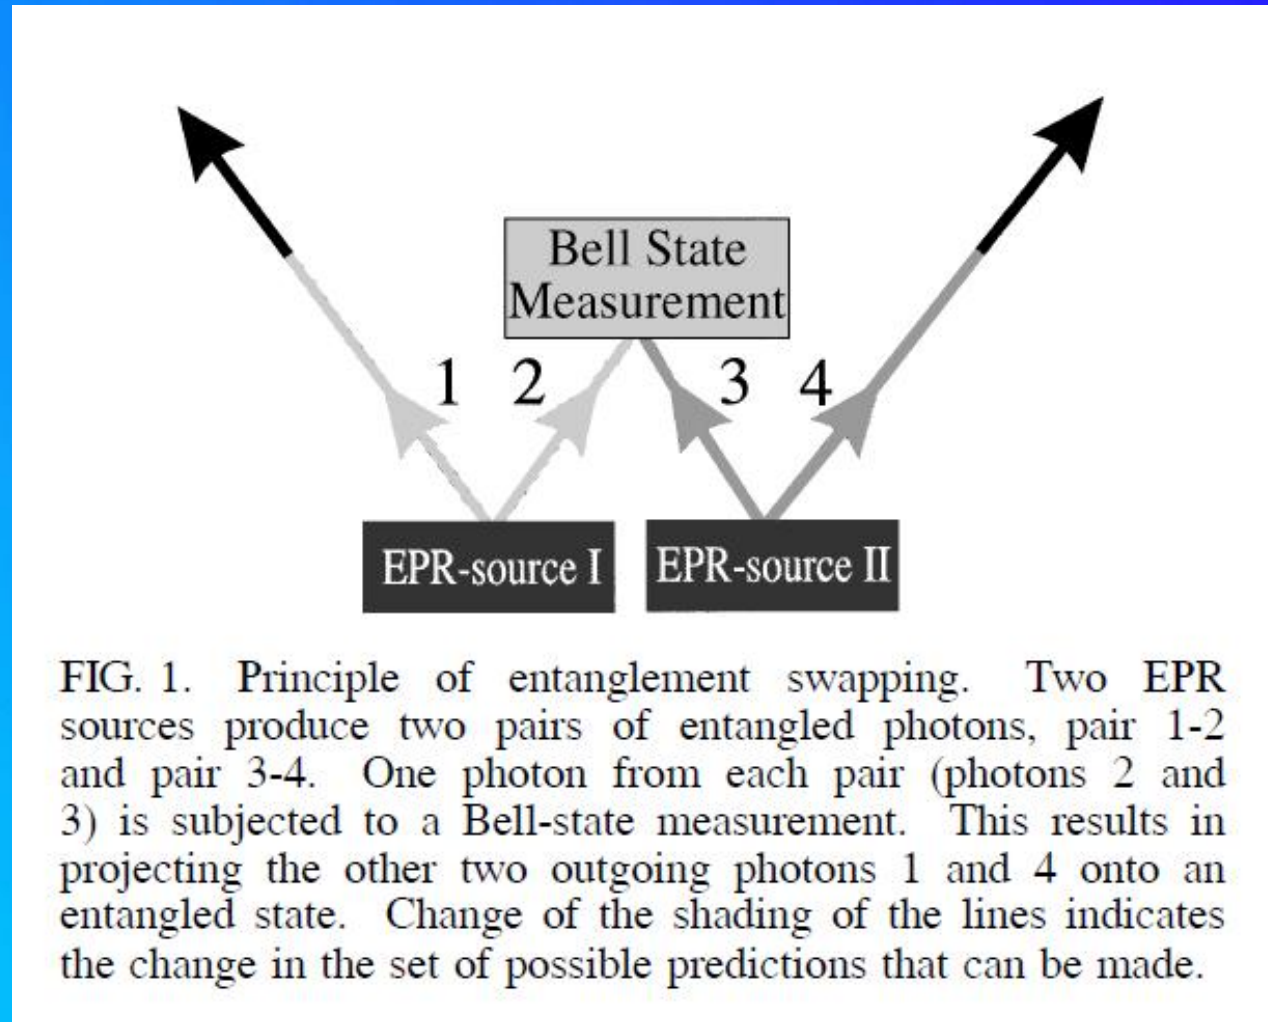 Bell State
Measurement
1 2 3 4
EPR-source I EPR-source II
FIG. 1. Principle of entanglement swapping. Two EPR
sources produce two pairs of entangled photons, pair 1-2
and pair 3-4. One photon from each pair (photons 2 and
3) is subjected to a Bell-state measurement. This results in
projecting the other two outgoing photons 1 and 4 onto an
entangled state. Change of the shading of the lines indicates
the change in the set of possible predictions that can be made.